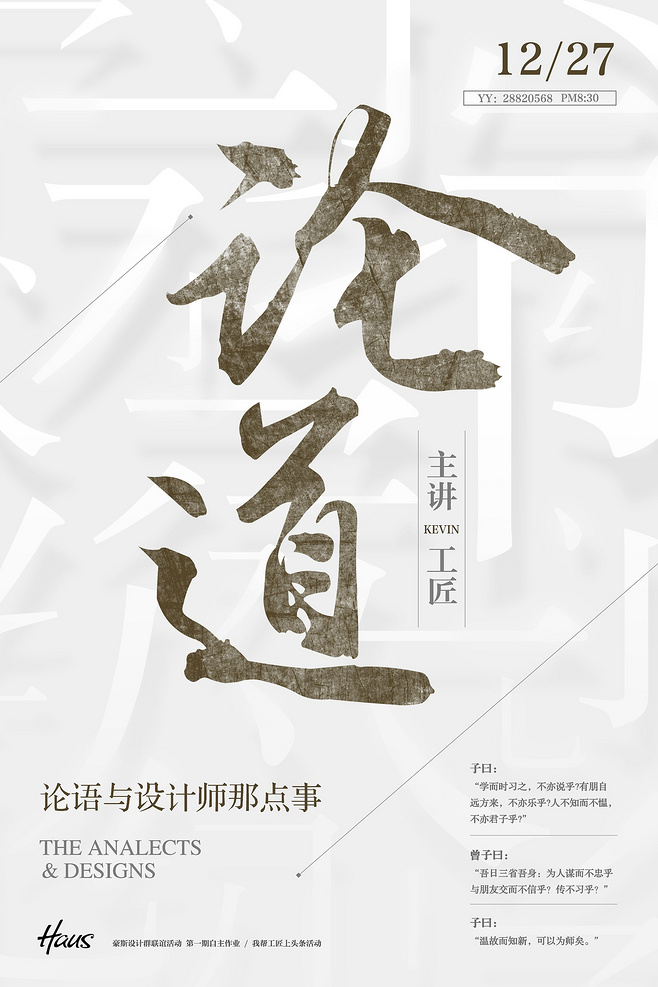 12/27
YY: 28820568 PM8:30
论道
主讲
KEVIN
工匠
论语与设计师那点事
THE ANALECTS
& DESIGNS
子曰:
“学而时习之，不亦说乎?有朋自
远方来，不亦乐乎?人不知而不愠，
不亦君子乎?”
曾子曰:
“吾日三省吾身: 为人谋而不忠乎
与朋友交而不信乎? 传不习乎? ”
子曰:
“温故而知新，可以为师矣。”
Haus
豪斯设计群联谊活动 第一期自主作业 / 我帮工匠上头条活动